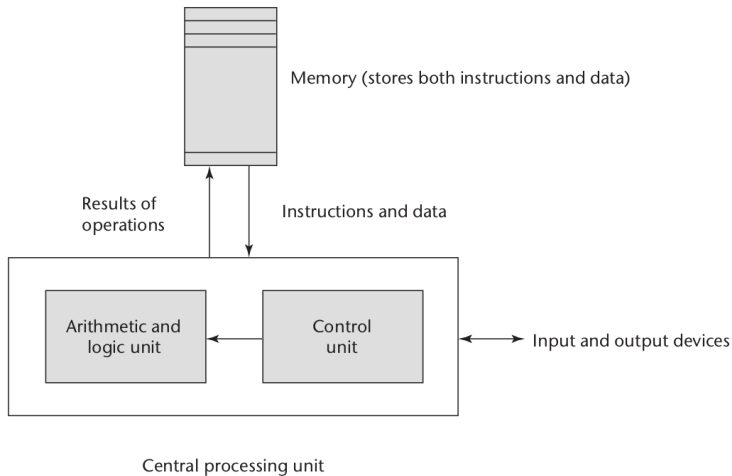 Memory (stores both instructions and data)
Results of
operations
Instructions and data
Arithmetic and
logic unit
Control
unit
Input and output devices
Central processing unit